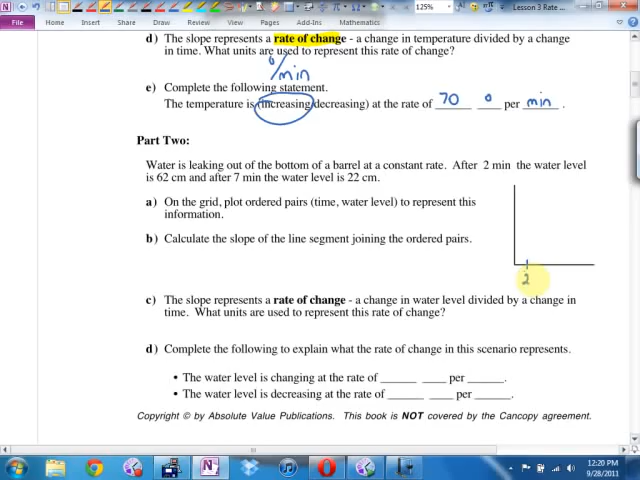 File Home Insert Share Draw Review View Addins Mathematics
125%
Lesson 3 Rate ...
d) The slope represents a rate of change - a change in temperature divided by a change
in time. What units are used to represent this rate of change?
°/min
e) Complete the following statement.
The temperature is (increasing/decreasing) at the rate of 70 ° per min .
Part Two:
Water is leaking out of the bottom of a barrel at a constant rate. After 2 min the water level
is 62 cm and after 7 min the water level is 22 cm.
a) On the grid, plot ordered pairs (time, water level) to represent this
information.
b) Calculate the slope of the line segment joining the ordered pairs.
2
c) The slope represents a rate of change - a change in water level divided by a change in
time. What units are used to represent this rate of change?
d) Complete the following to explain what the rate of change in this scenario represents.
• The water level is changing at the rate of ______ ____ per ______.
• The water level is decreasing at the rate of ______ ____ per ______.
Copyright © by Absolute Value Publications. This book is NOT covered by the Cancopy agreement.
12:20 PM
9/28/2011